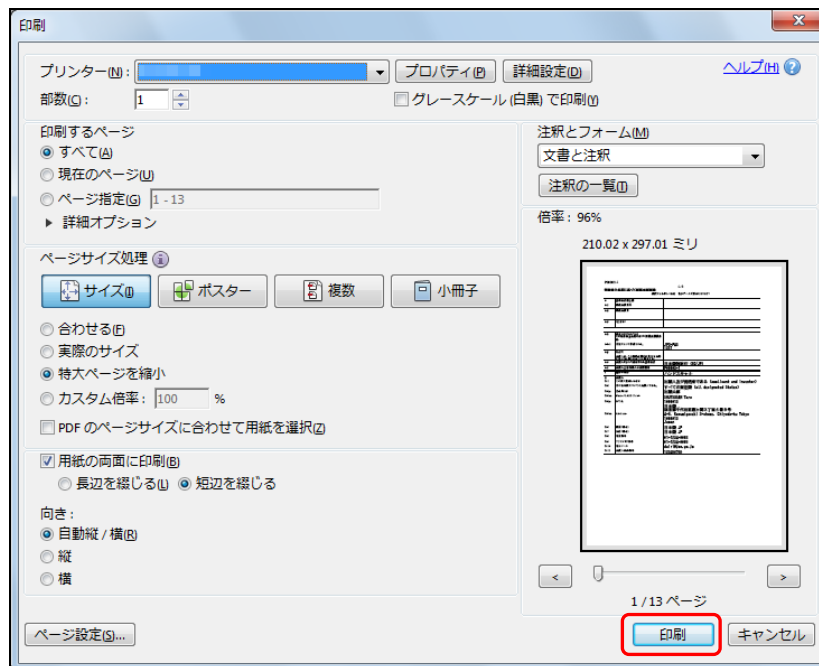 印刷
プリンター(N):
プロパティ(P)
詳細設定(D)
ヘルプ(H)
部数(C): 1
グレースケール (白黒) で印刷(Y)
印刷するページ
すべて(A)
現在のページ(U)
ページ指定(G) 1 - 13
詳細オプション
ページサイズ処理
サイズ(I)
ポスター
複数
小冊子
合わせる(F)
実際のサイズ
特大ページを縮小
カスタム倍率: 100 %
PDF のページサイズに合わせて用紙を選択(Z)
用紙の両面に印刷(B)
長辺を綴じる(L) 短辺を綴じる
向き:
自動縦 / 横(R)
縦
横
注釈とフォーム(M)
文書と注釈
注釈の一覧(T)
倍率: 96%
210.02 x 297.01 ミリ
< >
1 / 13 ページ
ページ設定(S)...
印刷
キャンセル